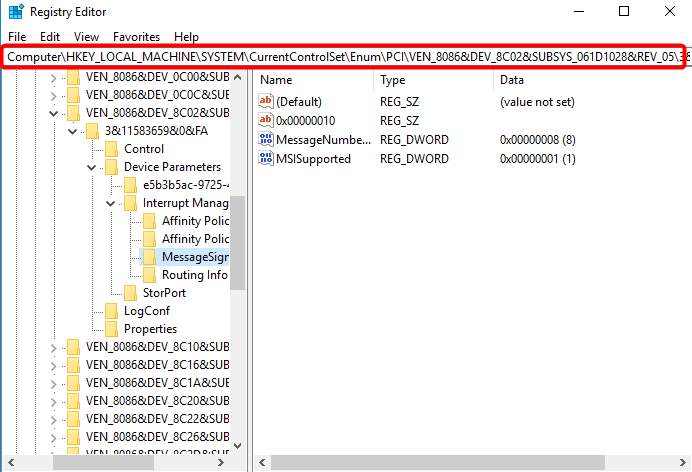 Registry Editor
File Edit View Favorites Help
Computer\HKEY_LOCAL_MACHINE\SYSTEM\CurrentControlSet\Enum\PCI\VEN_8086&DEV_8C02&SUBSYS_061D1028&REV_05\3&
Name Type Data
VEN_8086&DEV_0C00&SUB
VEN_8086&DEV_0C0C&SUB
VEN_8086&DEV_8C02&SUB
3&11583659&0&FA
Control
Device Parameters
e5b3b5ac-9725-4
Interrupt Manag
Affinity Polic
Affinity Polic
MessageSign
Routing Info
StorPort
LogConf
Properties
VEN_8086&DEV_8C10&SUB
VEN_8086&DEV_8C16&SUB
VEN_8086&DEV_8C1A&SUB
VEN_8086&DEV_8C20&SUB
VEN_8086&DEV_8C22&SUB
VEN_8086&DEV_8C26&SUB
(Default) REG_SZ (value not set)
0x00000010 REG_SZ
MessageNumbe... REG_DWORD 0x00000008 (8)
MSISupported REG_DWORD 0x00000001 (1)